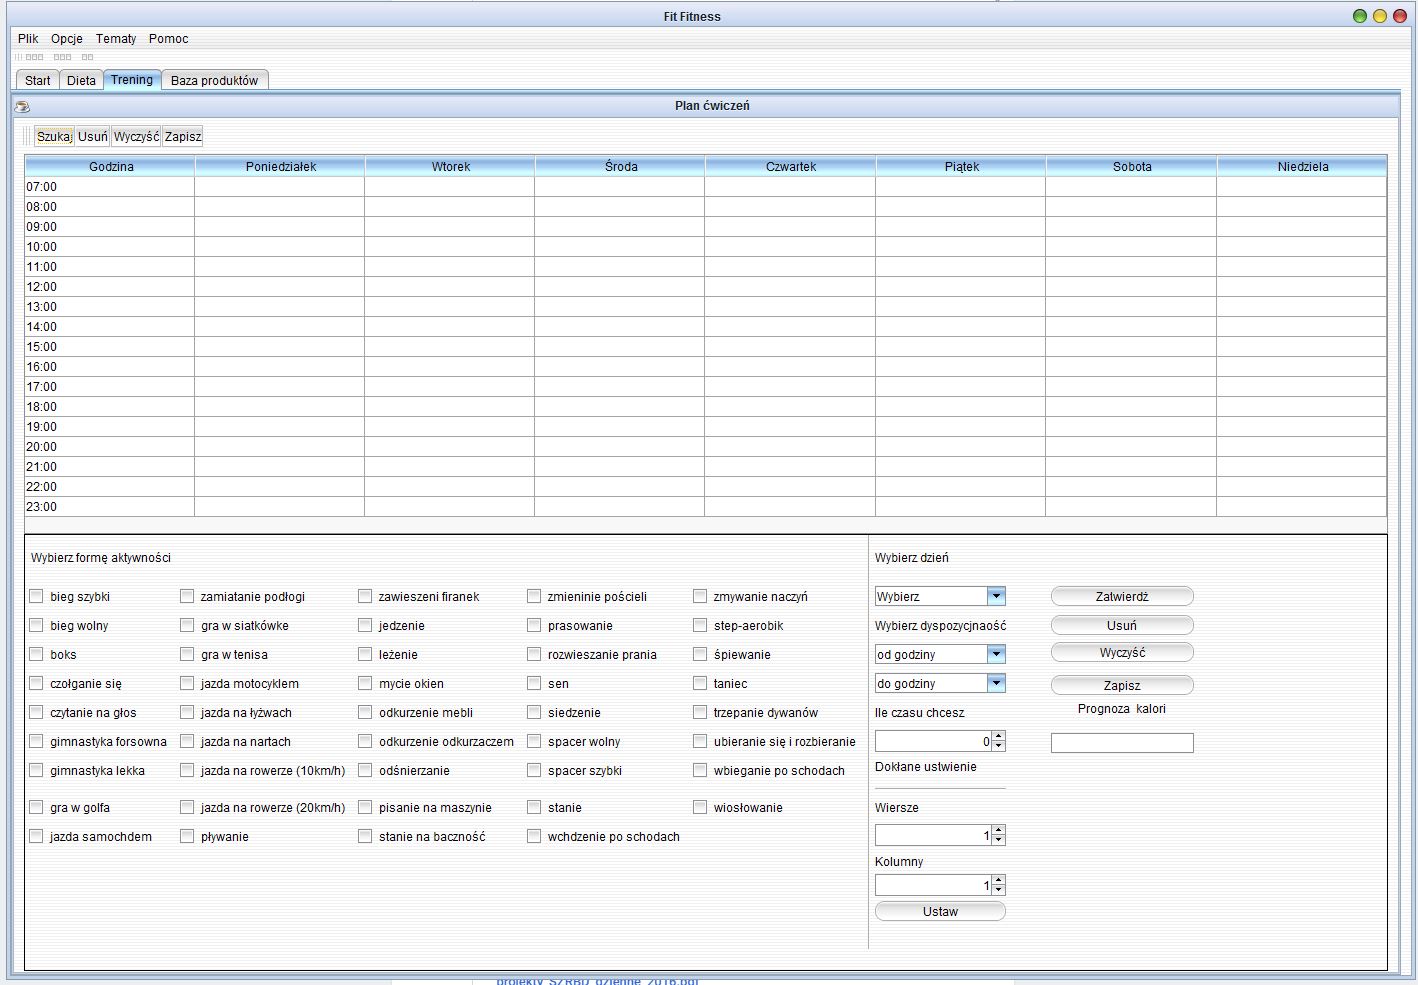 Fit Fitness
Plik Opcje Tematy Pomoc
Start Dieta Trening Baza produktów
Plan ćwiczeń
Szukaj Usuń Wyczyść Zapisz
Godzina Poniedziałek Wtorek Środa Czwartek Piątek Sobota Niedziela
07:00
08:00
09:00
10:00
11:00
12:00
13:00
14:00
15:00
16:00
17:00
18:00
19:00
20:00
21:00
22:00
23:00
Wybierz formę aktywności Wybierz dzień
bieg szybki zamiatanie podłogi zawieszeni firanek zmieninie pościeli zmywanie naczyń Wybierz Zatwierdż
bieg wolny gra w siatkówke jedzenie prasowanie step-aerobik Wybierz dyspozycjnaość Usuń
boks gra w tenisa leżenie rozwieszanie prania śpiewanie od godziny Wyczyść
czołganie się jazda motocyklem mycie okien sen taniec do godziny Zapisz
czytanie na głos jazda na łyżwach odkurzenie mebli siedzenie trzepanie dywanów Ile czasu chcesz Prognoza kalori
gimnastyka forsowna jazda na nartach odkurzenie odkurzaczem spacer wolny ubieranie się i rozbieranie 0
gimnastyka lekka jazda na rowerze (10km/h) odśnierzanie spacer szybki wbieganie po schodach Dokłane ustwienie
gra w golfa jazda na rowerze (20km/h) pisanie na maszynie stanie wiosłowanie Wiersze
jazda samochdem pływanie stanie na baczność wchdzenie po schodach 1
Kolumny
1
Ustaw
projekty_SZRBD_dzienne_2016.pdf